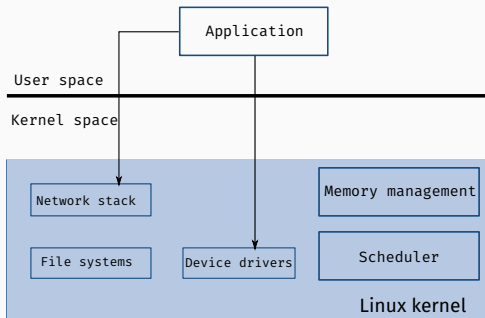 Application
User space
Kernel space
Network stack
Memory management
File systems
Device drivers
Scheduler
Linux kernel